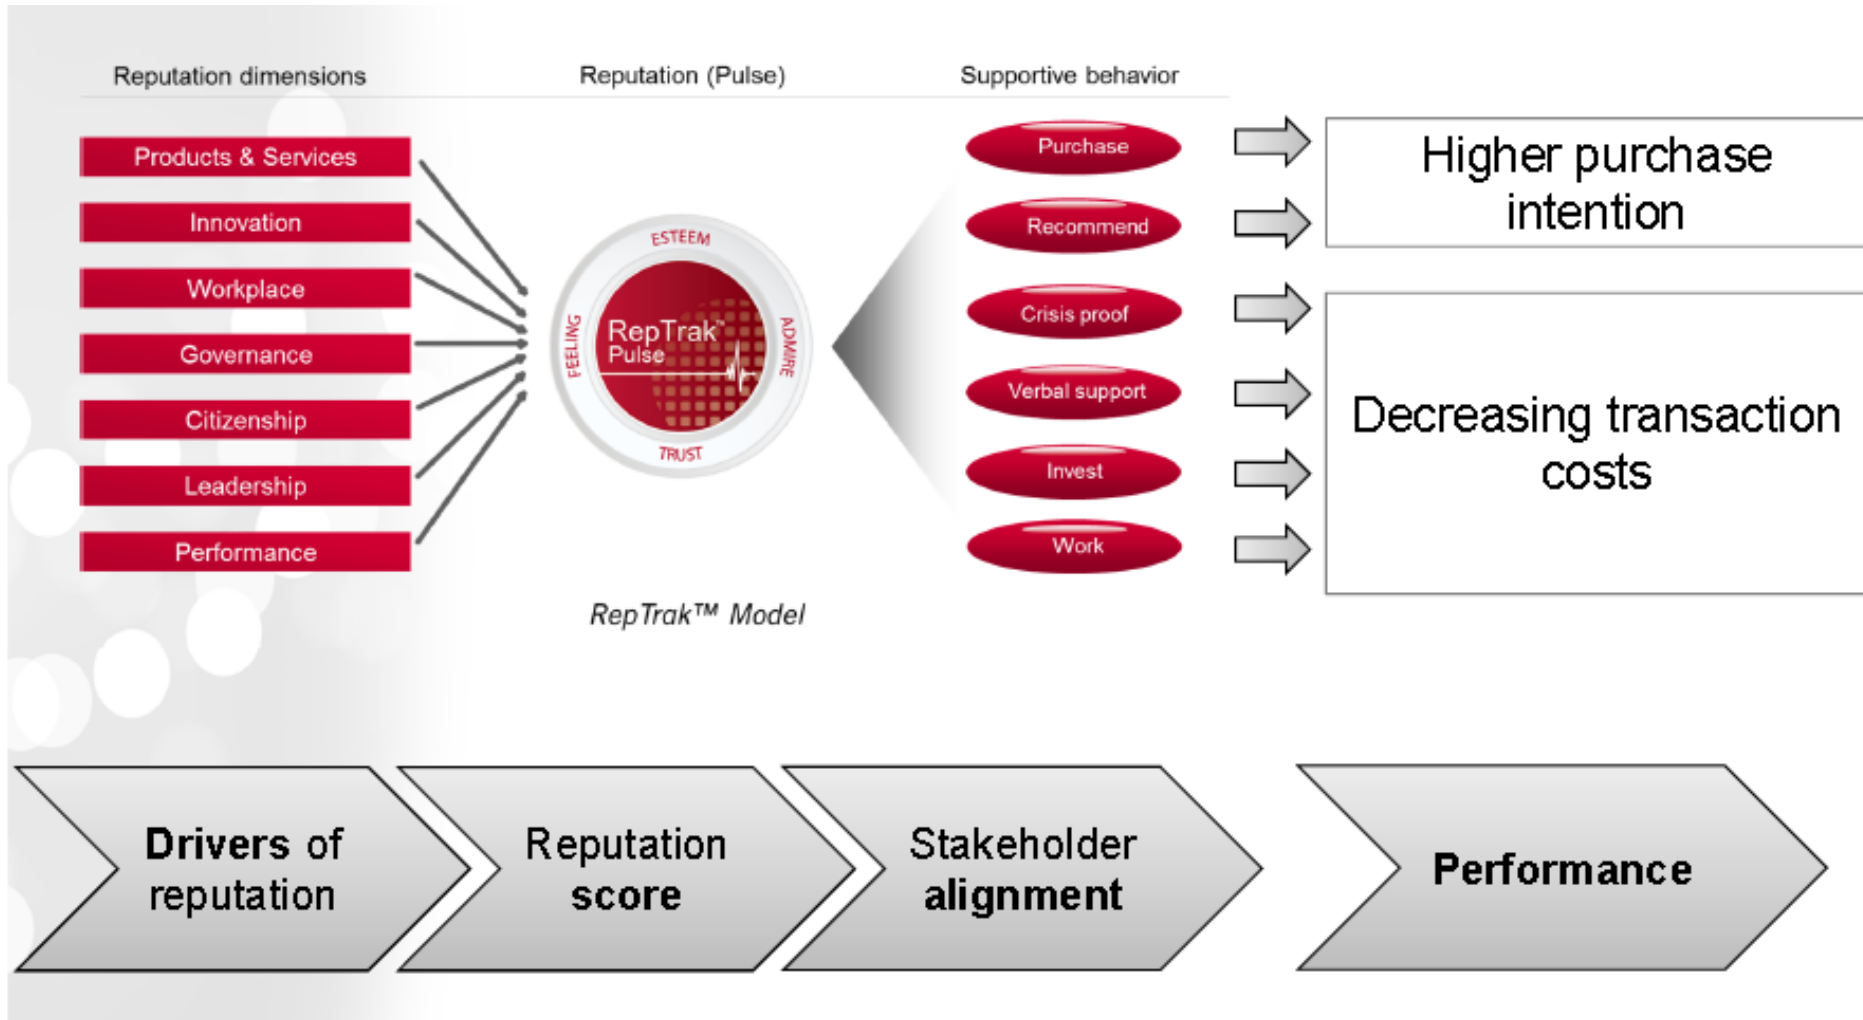 Reputation dimensions
Reputation (Pulse)
Supportive behavior
Products & Services
Innovation
Workplace
Governance
Citizenship
Leadership
Performance
ESTEEM
FEELING
ADMIRE
TRUST
RepTrak™
Pulse
RepTrak™ Model
Purchase
Recommend
Crisis proof
Verbal support
Invest
Work
Higher purchase
intention
Decreasing transaction
costs
Drivers of
reputation
Reputation
score
Stakeholder
alignment
Performance